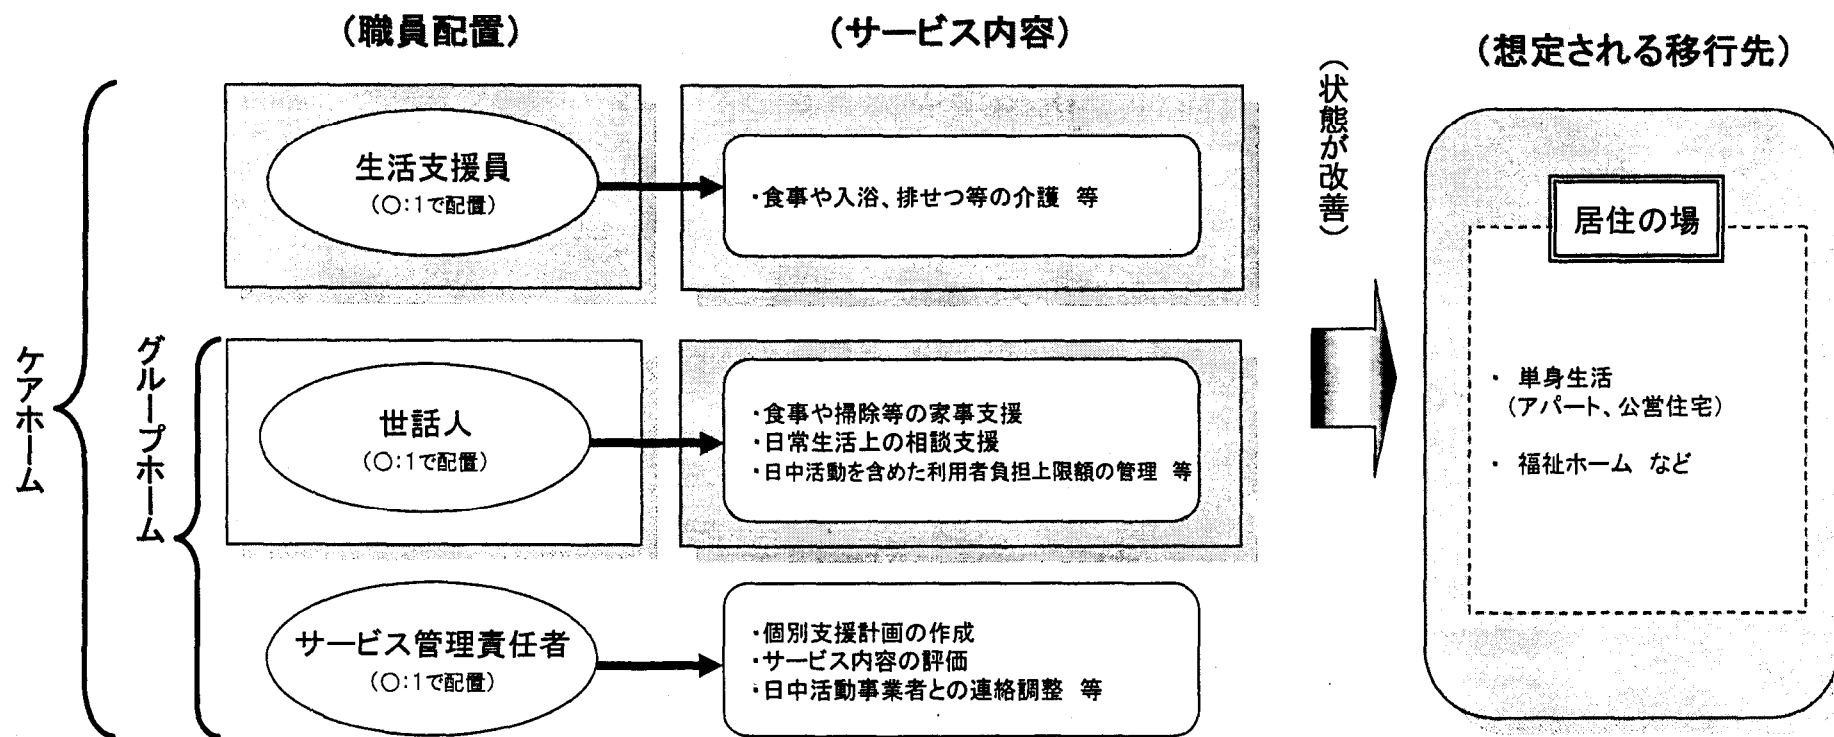 （職員配置）
（サービス内容）
（想定される移行先）
（状態が改善）
ケアホーム
グループホーム
生活支援員
（〇：1で配置）
・食事や入浴、排せつ等の介護　等
世話人
（〇：1で配置）
・食事や掃除等の家事支援
・日常生活上の相談支援
・日中活動を含めた利用者負担上限額の管理　等
サービス管理責任者
（〇：1で配置）
・個別支援計画の作成
・サービス内容の評価
・日中活動事業者との連絡調整　等
居住の場
・ 単身生活
（アパート、公営住宅）
・ 福祉ホーム　など